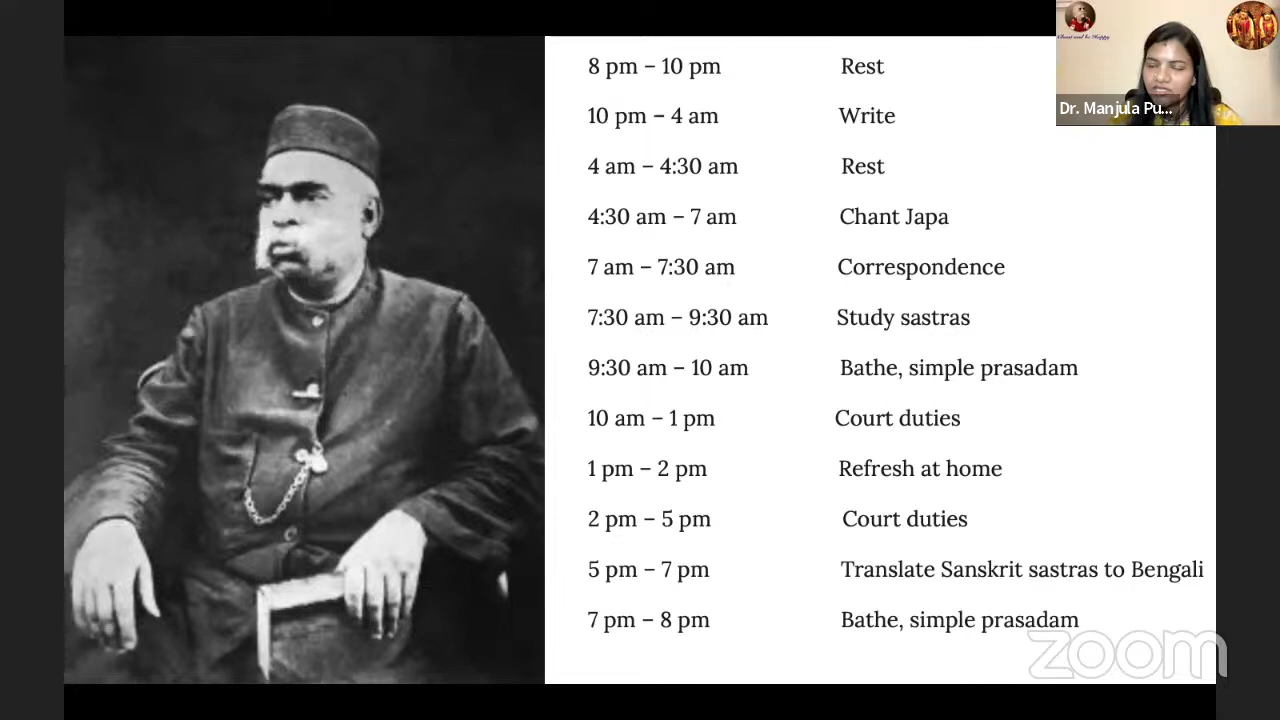 8 pm – 10 pm Rest
10 pm – 4 am Write
4 am – 4:30 am Rest
4:30 am – 7 am Chant Japa
7 am – 7:30 am Correspondence
7:30 am – 9:30 am Study sastras
9:30 am – 10 am Bathe, simple prasadam
10 am – 1 pm Court duties
1 pm – 2 pm Refresh at home
2 pm – 5 pm Court duties
5 pm – 7 pm Translate Sanskrit sastras to Bengali
7 pm – 8 pm Bathe, simple prasadam
Chant and be Happy
Dr. Manjula Pu...
zoom